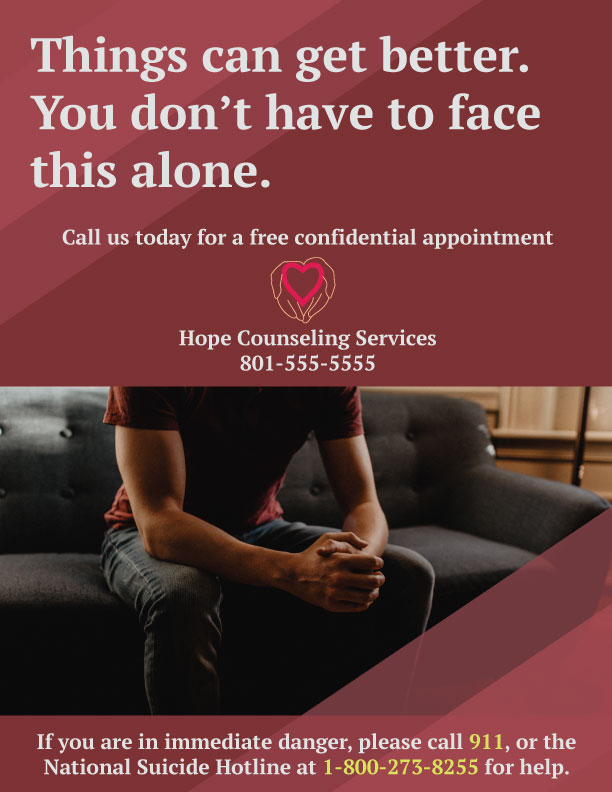 Things can get better.
You don’t have to face
this alone.
Call us today for a free confidential appointment
Hope Counseling Services
801-555-5555
If you are in immediate danger, please call 911, or the
National Suicide Hotline at 1-800-273-8255 for help.